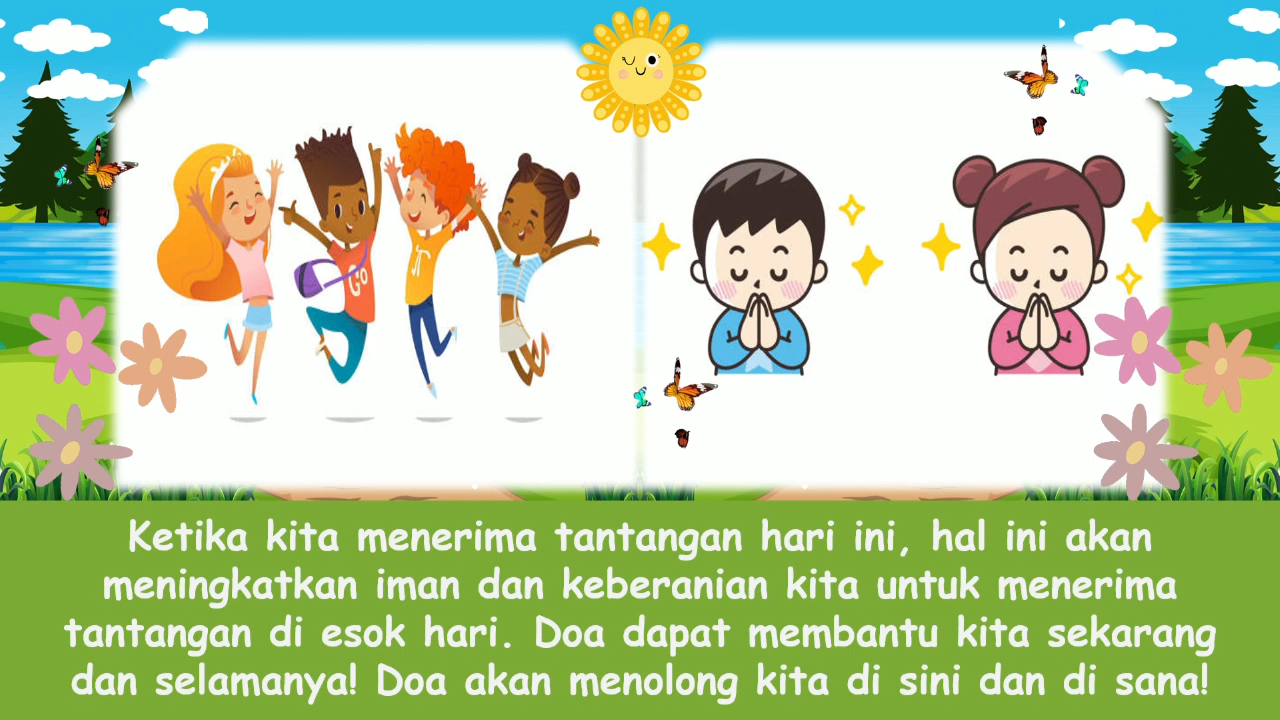 GO
Ketika kita menerima tantangan hari ini, hal ini akan
meningkatkan iman dan keberanian kita untuk menerima
tantangan di esok hari. Doa dapat membantu kita sekarang
dan selamanya! Doa akan menolong kita di sini dan di sana!